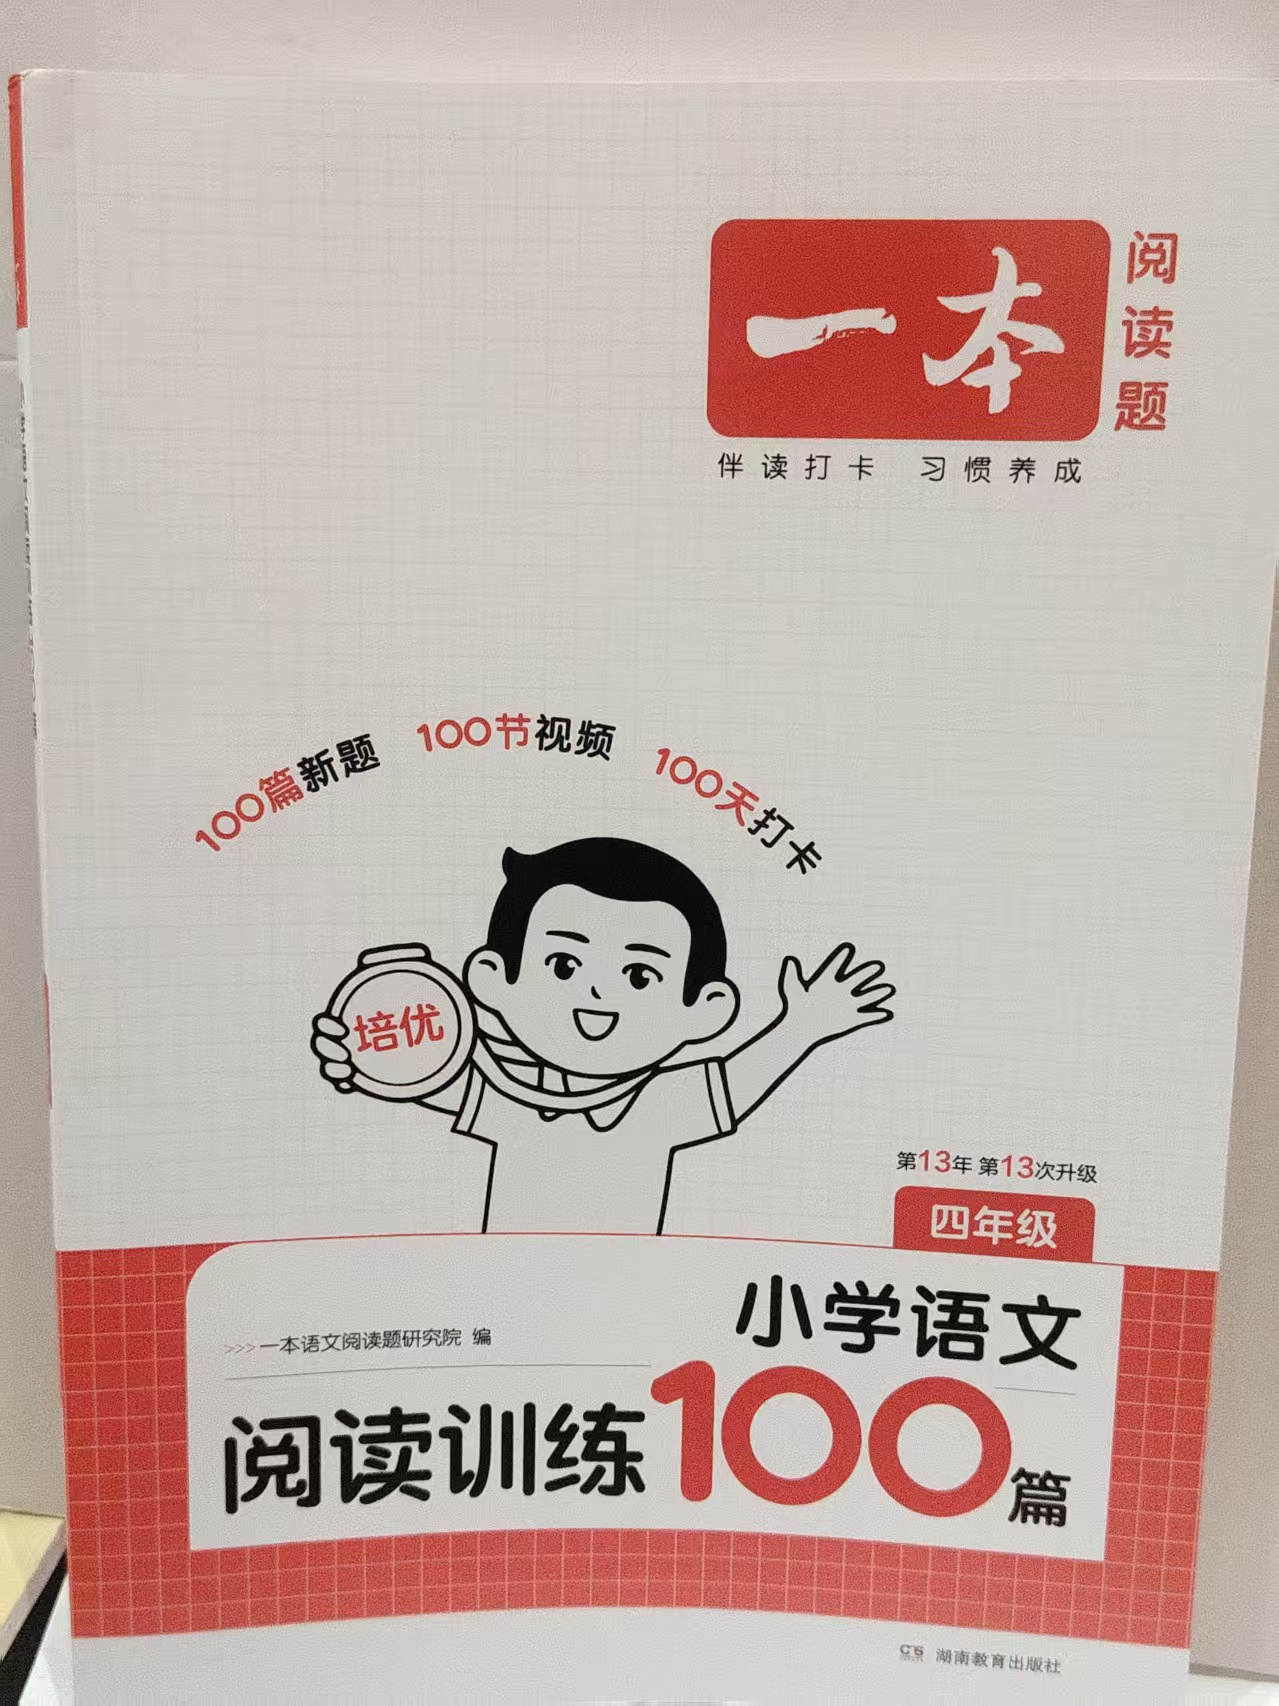 一本
阅读题
伴读打卡 习惯养成
100篇新题 100节视频 100天打卡
培优
第13年 第13次升级
四年级
小学语文
>>>一本语文阅读题研究院 编
阅读训练100篇
湖南教育出版社